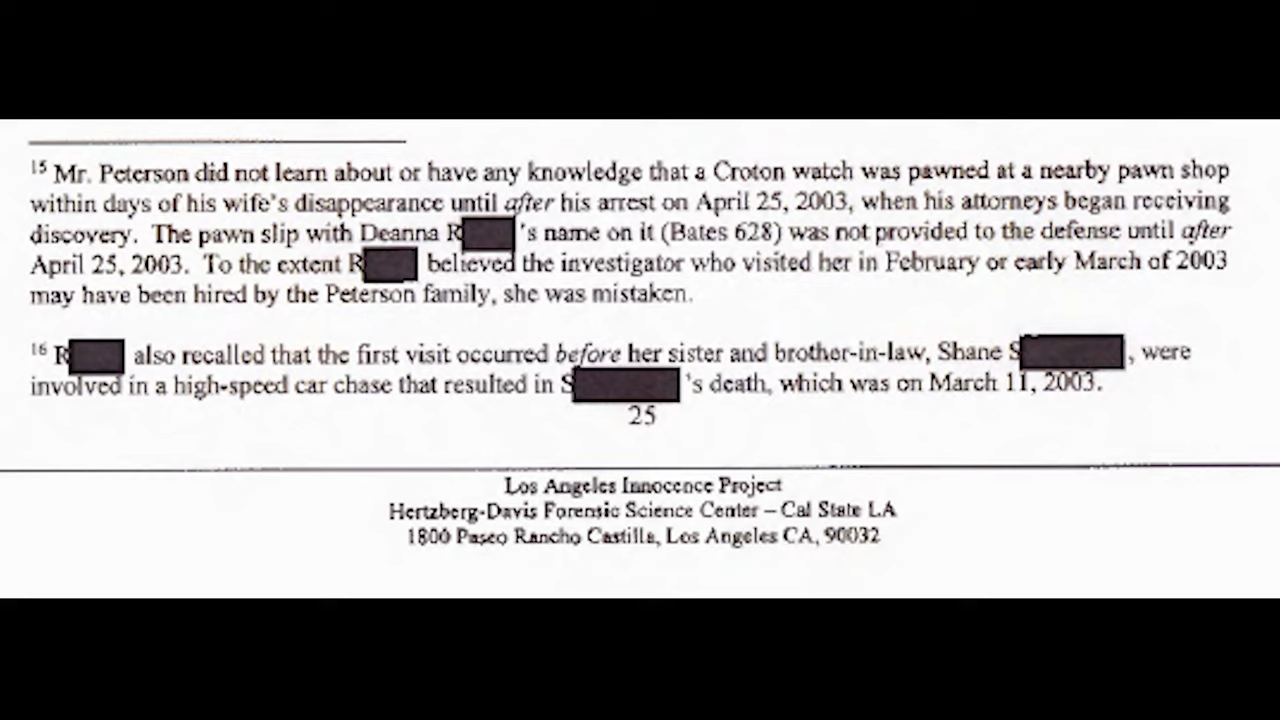 15 Mr. Peterson did not learn about or have any knowledge that a Croton watch was pawned at a nearby pawn shop
within days of his wife's disappearance until after his arrest on April 25, 2003, when his attorneys began receiving
discovery. The pawn slip with Deanna R 's name on it (Bates 628) was not provided to the defense until after
April 25, 2003. To the extent R believed the investigator who visited her in February or early March of 2003
may have been hired by the Peterson family, she was mistaken.
16 R also recalled that the first visit occurred before her sister and brother-in-law, Shane S , were
involved in a high-speed car chase that resulted in S 's death, which was on March 11, 2003.
25
Los Angeles Innocence Project
Hertzberg-Davis Forensic Science Center – Cal State LA
1800 Paseo Rancho Castilla, Los Angeles CA, 90032